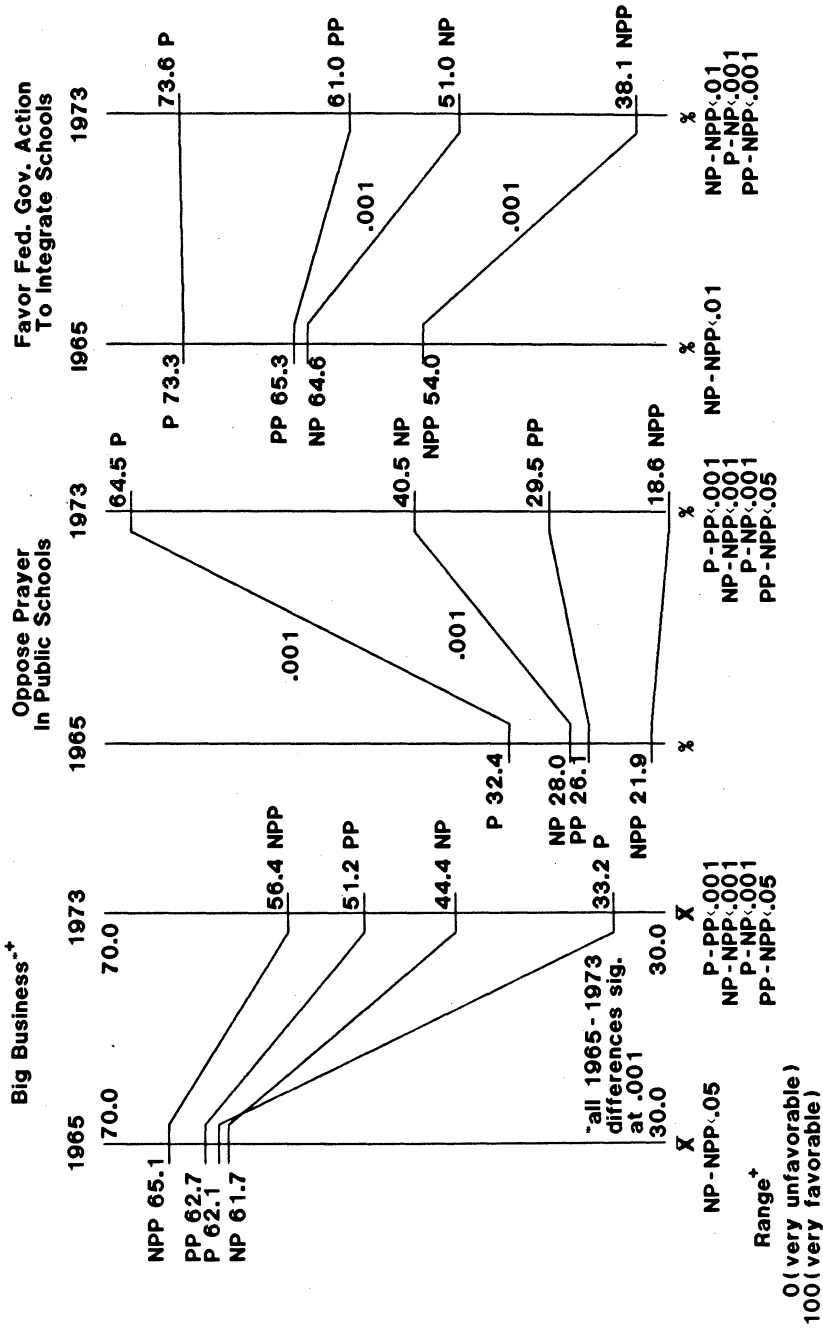 Big Business*+
1965
1973
70.0
70.0
NPP 65.1
PP 62.7
P 62.1
NP 61.7
56.4 NPP
51.2 PP
44.4 NP
33.2 P
*all 1965-1973
differences sig.
at .001
30.0
30.0
X̄
X̄
NP-NPP<.05
P-PP<.001
NP-NPP<.001
P-NP<.001
PP-NPP<.05
Range+
0(very unfavorable)
100(very favorable)
Oppose Prayer
In Public Schools
1965
1973
P 32.4
NP 28.0
PP 26.1
NPP 21.9
.001
.001
64.5 P
40.5 NP
29.5 PP
18.6 NPP
%
%
P-PP<.001
NP-NPP<.001
P-NP<.001
PP-NPP<.05
Favor Fed. Gov. Action
To Integrate Schools
1965
1973
P 73.3
PP 65.3
NP 64.6
NPP 54.0
.001
.001
73.6 P
61.0 PP
51.0 NP
38.1 NPP
%
%
NP-NPP<.01
NP-NPP<.01
P-NP<.001
PP-NPP<.001